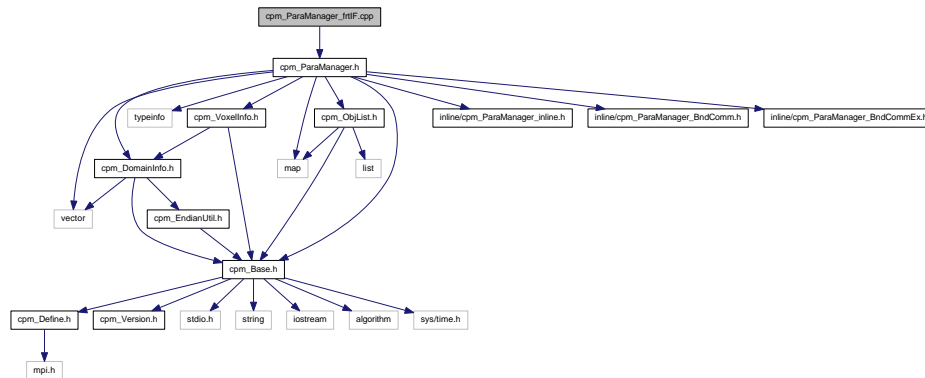 cpm_ParaManager_frtIF.cpp
cpm_ParaManager.h
typeinfo
cpm_VoxelInfo.h
cpm_ObjList.h
inline/cpm_ParaManager_inline.h
inline/cpm_ParaManager_BndComm.h
inline/cpm_ParaManager_BndCommEx.h
cpm_DomainInfo.h
map
list
vector
cpm_EndianUtil.h
cpm_Base.h
cpm_Define.h
cpm_Version.h
stdio.h
string
iostream
algorithm
sys/time.h
mpi.h